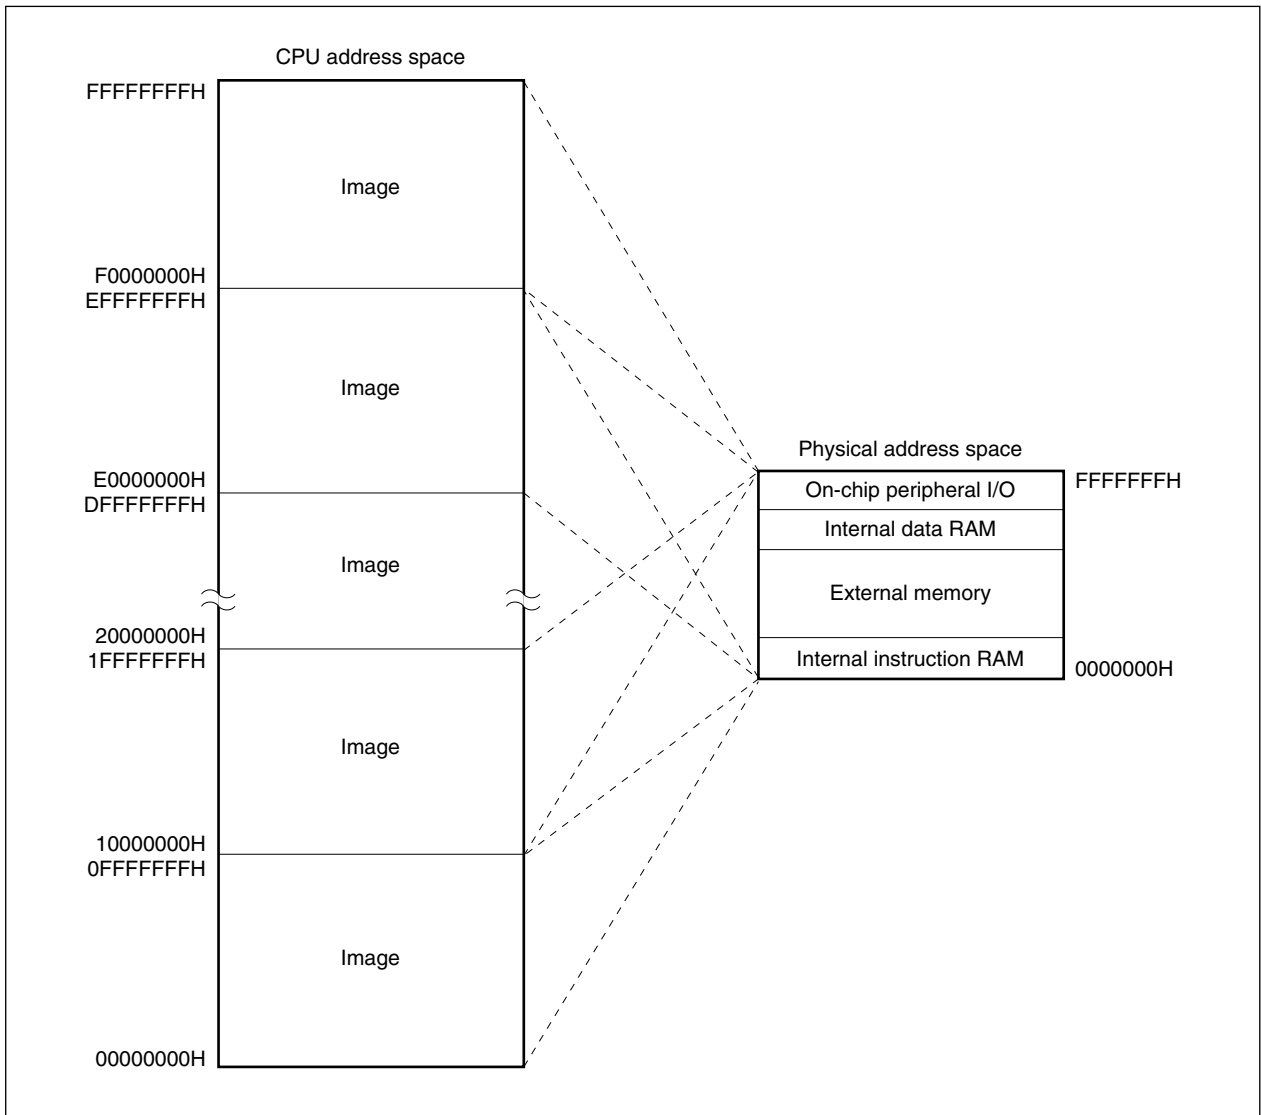 CPU address space
FFFFFFFFH
Image
F0000000H
EFFFFFFFH
Image
E0000000H
DFFFFFFFH
Image
20000000H
1FFFFFFFH
Image
10000000H
0FFFFFFFH
Image
00000000H
Physical address space
On-chip peripheral I/O
FFFFFFFH
Internal data RAM
External memory
Internal instruction RAM
0000000H